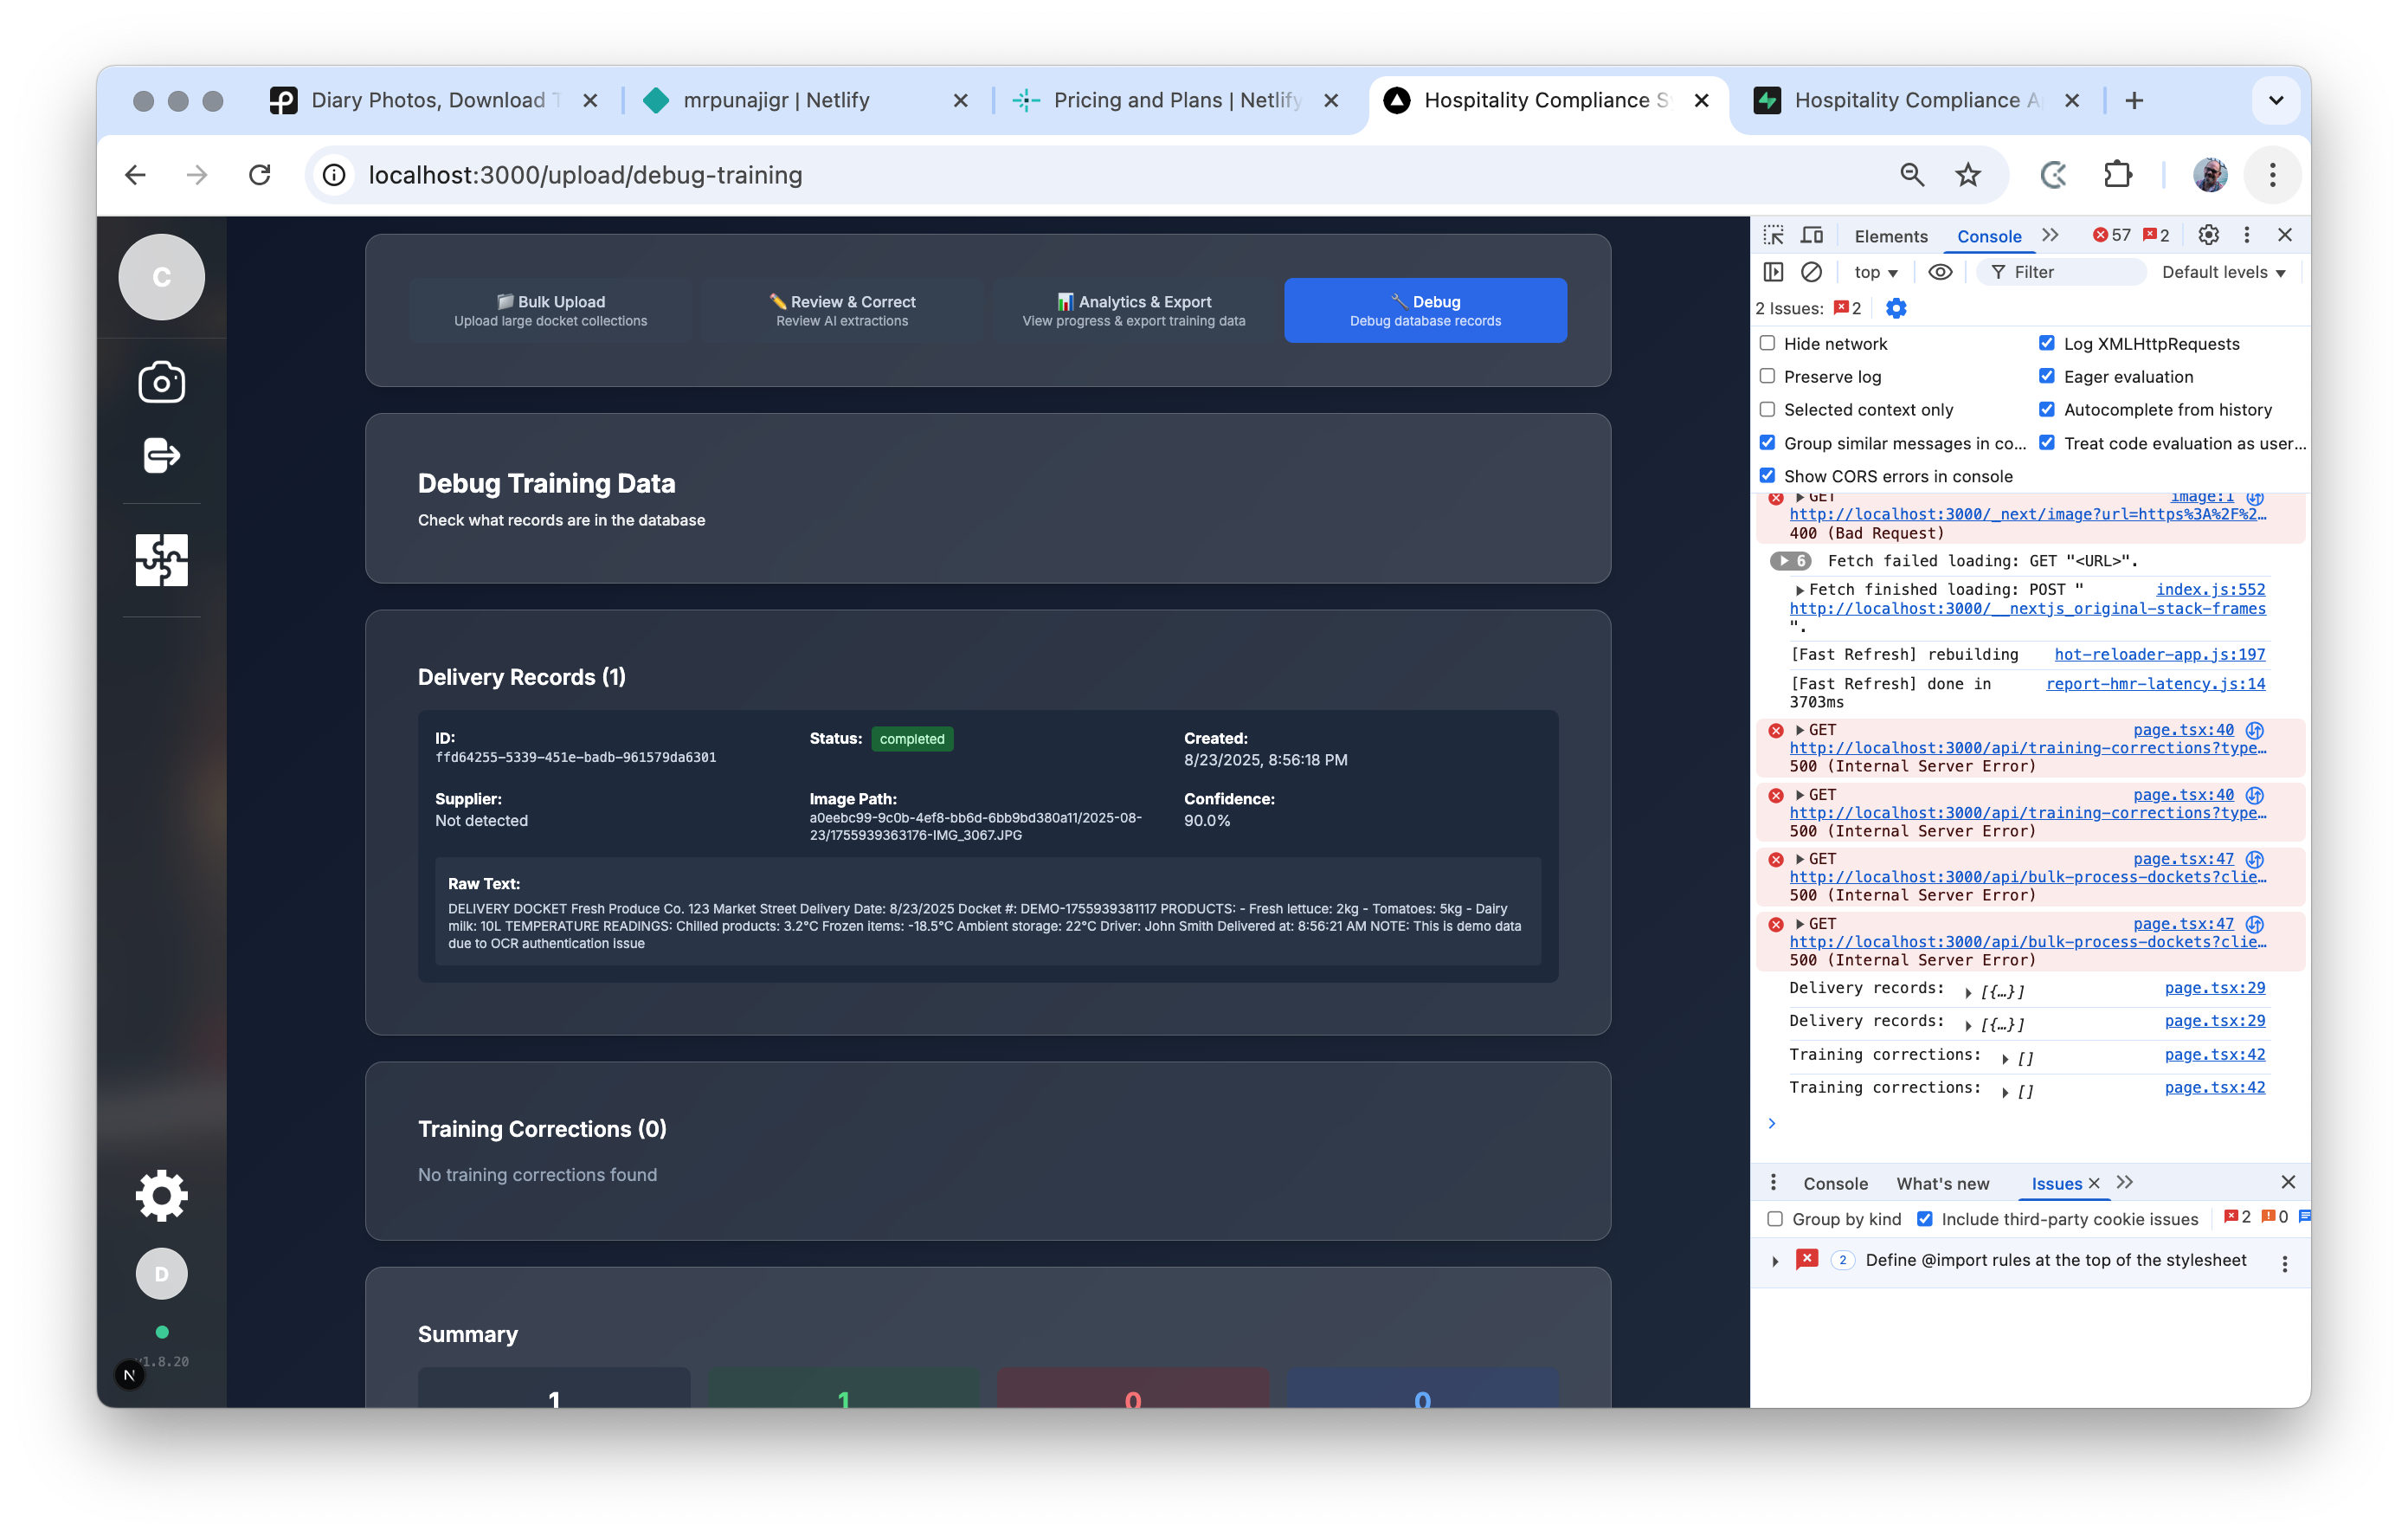 Diary Photos, Download T
mrpunajigr | Netlify
Pricing and Plans | Netlify
Hospitality Compliance S
Hospitality Compliance A
localhost:3000/upload/debug-training
C
📁 Bulk Upload
Upload large docket collections
✏️ Review & Correct
Review AI extractions
📊 Analytics & Export
View progress & export training data
🔧 Debug
Debug database records
Debug Training Data
Check what records are in the database
Delivery Records (1)
ID:
ffd64255-5339-451e-badb-961579da6301
Status: completed
Created:
8/23/2025, 8:56:18 PM
Supplier:
Not detected
Image Path:
a0eebc99-9c0b-4ef8-bb6d-6bb9bd380a11/2025-08-
23/1755939363176-IMG_3067.JPG
Confidence:
90.0%
Raw Text:
DELIVERY DOCKET Fresh Produce Co. 123 Market Street Delivery Date: 8/23/2025 Docket #: DEMO-1755939381117 PRODUCTS: - Fresh lettuce: 2kg - Tomatoes: 5kg - Dairy
milk: 10L TEMPERATURE READINGS: Chilled products: 3.2°C Frozen items: -18.5°C Ambient storage: 22°C Driver: John Smith Delivered at: 8:56:21 AM NOTE: This is demo data
due to OCR authentication issue
Training Corrections (0)
No training corrections found
Summary
1
1
0
0
D
v1.8.20
N
Elements
Console
57
2
top
Filter
Default levels
2 Issues: 2
Hide network
Log XMLHttpRequests
Preserve log
Eager evaluation
Selected context only
Autocomplete from history
Group similar messages in co...
Treat code evaluation as user...
Show CORS errors in console
GET image:1
http://localhost:3000/_next/image?url=https%3A%2F%2…
400 (Bad Request)
6 Fetch failed loading: GET "<URL>".
Fetch finished loading: POST " index.js:552
http://localhost:3000/__nextjs_original-stack-frames
".
[Fast Refresh] rebuilding hot-reloader-app.js:197
[Fast Refresh] done in report-hmr-latency.js:14
3703ms
GET page.tsx:40
http://localhost:3000/api/training-corrections?type…
500 (Internal Server Error)
GET page.tsx:40
http://localhost:3000/api/training-corrections?type…
500 (Internal Server Error)
GET page.tsx:47
http://localhost:3000/api/bulk-process-dockets?clie…
500 (Internal Server Error)
GET page.tsx:47
http://localhost:3000/api/bulk-process-dockets?clie…
500 (Internal Server Error)
Delivery records: [{…}] page.tsx:29
Delivery records: [{…}] page.tsx:29
Training corrections: [] page.tsx:42
Training corrections: [] page.tsx:42
Console
What's new
Issues
Group by kind
Include third-party cookie issues
2
0
2 Define @import rules at the top of the stylesheet